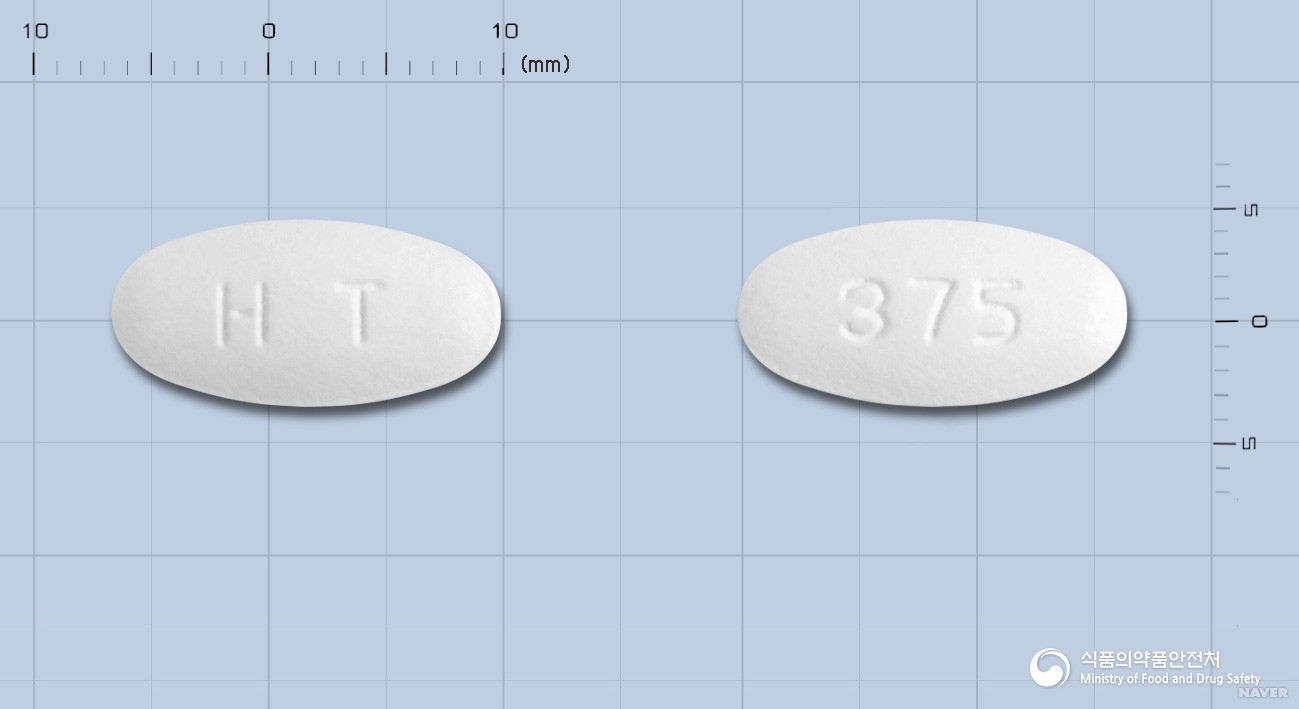 10 0 10
(mm)
H T
375
5
0
5
식품의약품안전처
Ministry of Food and Drug Safety
NAVER